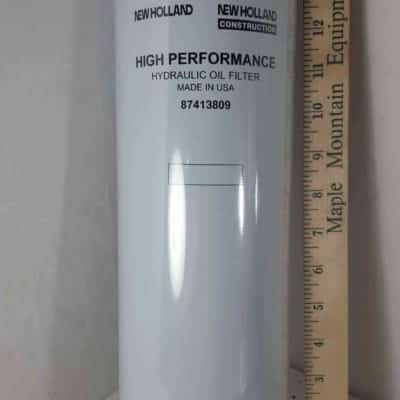 NEW HOLLAND
NEW HOLLAND
CONSTRUCTION
HIGH PERFORMANCE
HYDRAULIC OIL FILTER
MADE IN USA
87413809
Maple Mountain Equipm
12
11
10
9
8
7
6
5
4
3